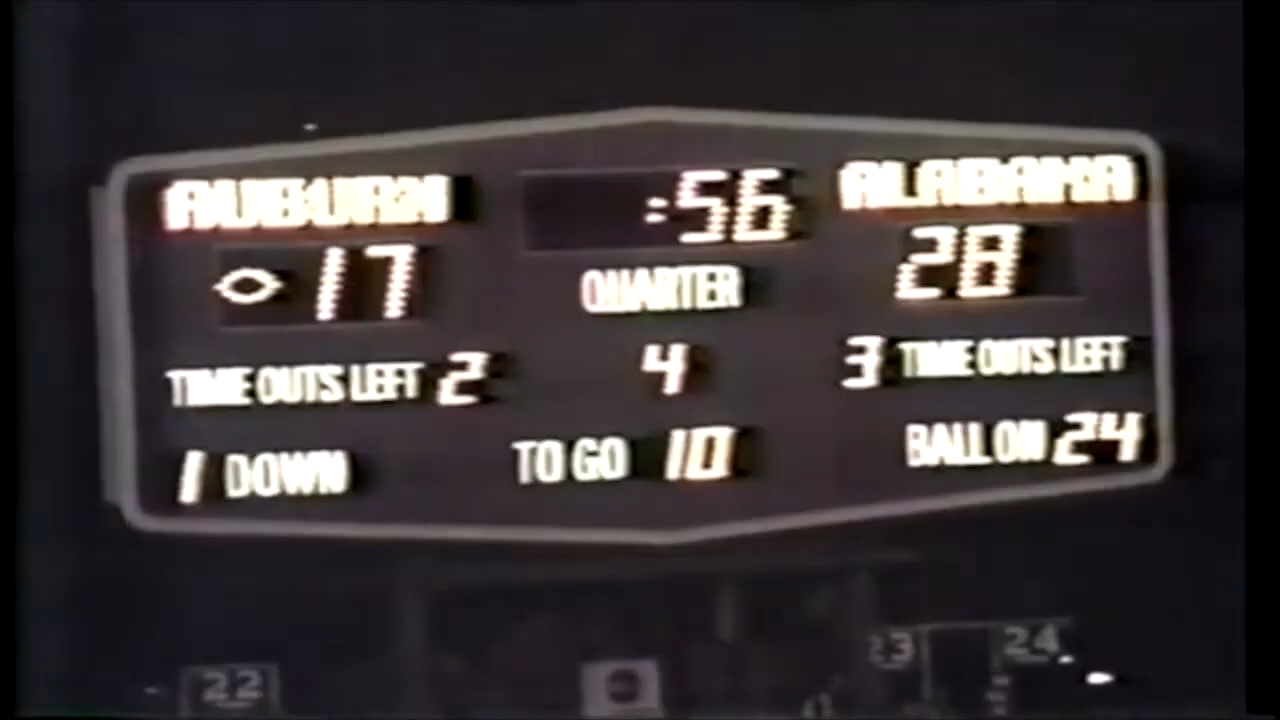 AUBURN :56 ALABAMA
17 QUARTER 28
TIME OUTS LEFT 2 4 3 TIME OUTS LEFT
1 DOWN TO GO 10 BALL ON 24
22 23 24